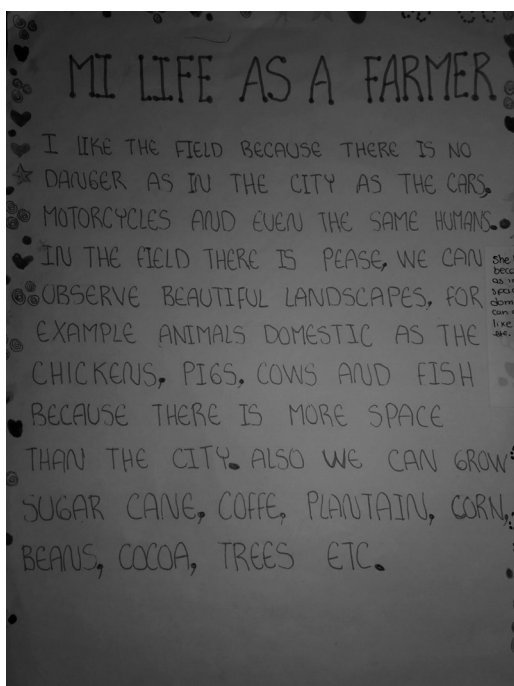 MI LIFE AS A FARMER
I LIKE THE FIELD BECAUSE THERE IS NO
DANGER AS IN THE CITY AS THE CARS,
MOTORCYCLES AND EVEN THE SAME HUMANS.
IN THE FIELD THERE IS PEASE, WE CAN
OBSERVE BEAUTIFUL LANDSCAPES, FOR
EXAMPLE ANIMALS DOMESTIC AS THE
CHICKENS, PIGS, COWS AND FISH
BECAUSE THERE IS MORE SPACE
THAN THE CITY. ALSO WE CAN GROW
SUGAR CANE, COFFE, PLANTAIN, CORN,
BEANS, COCOA, TREES ETC.
She
can
like